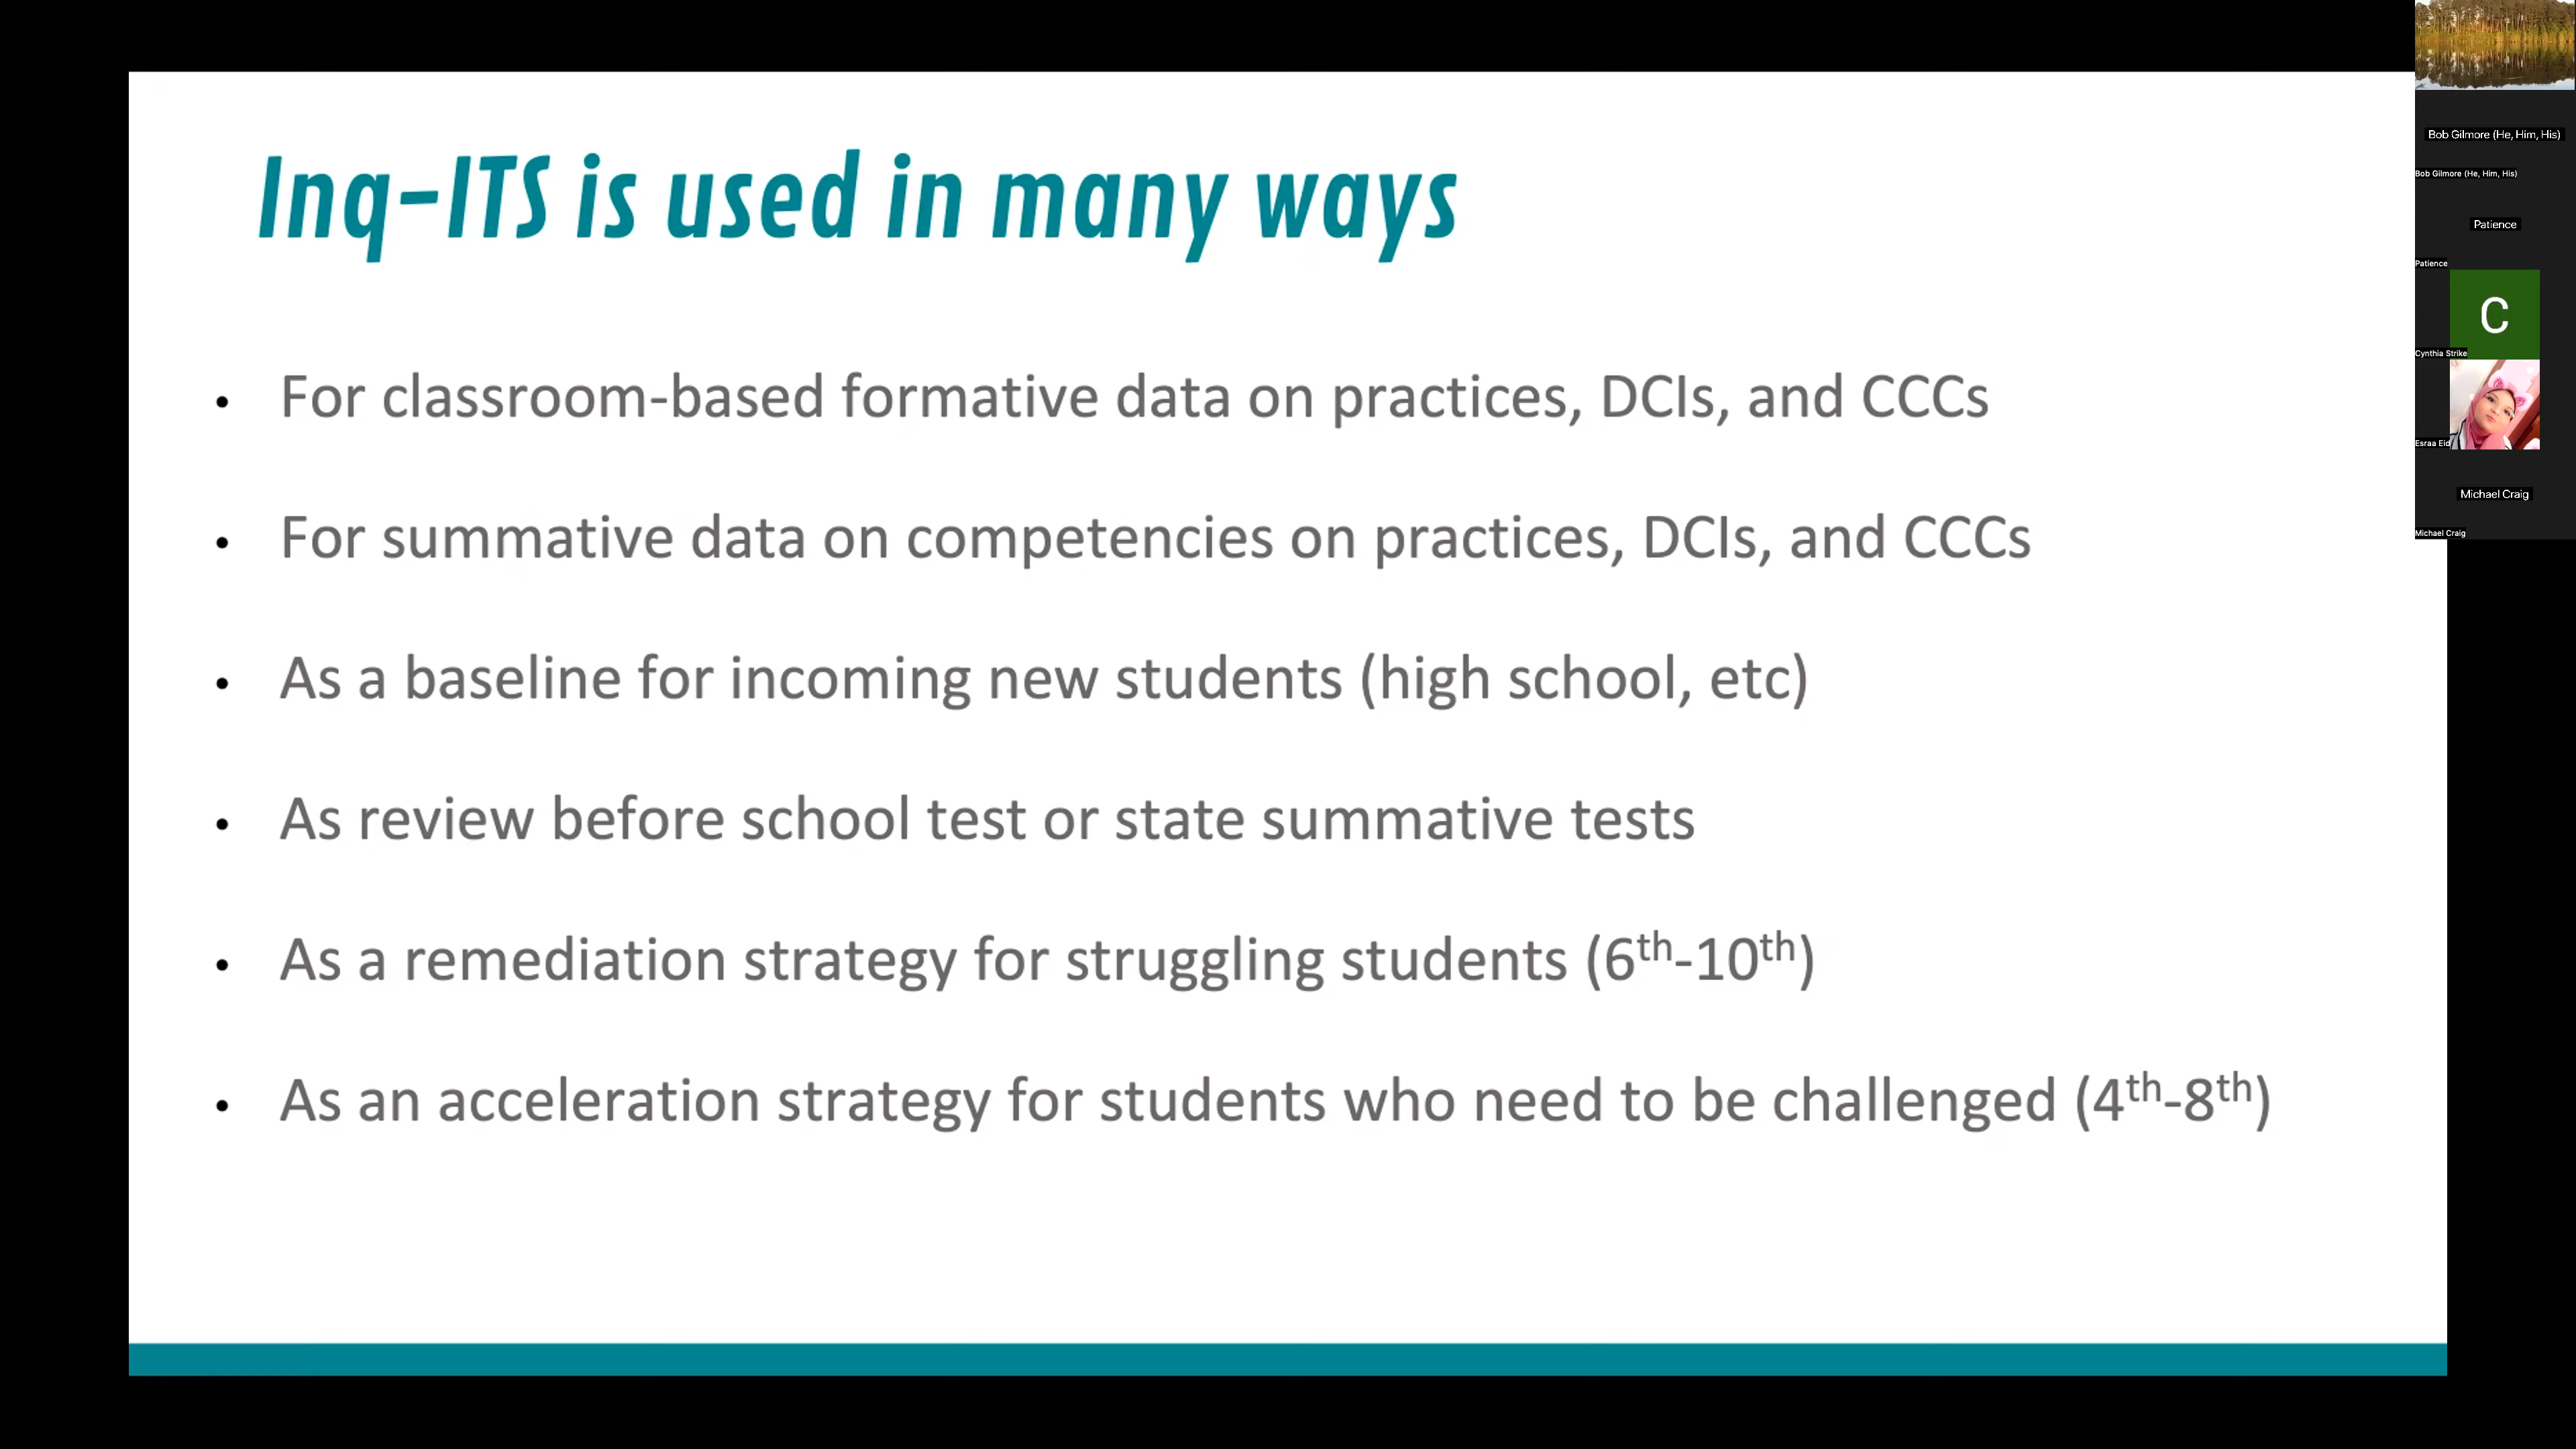 Inq-ITS is used in many ways
• For classroom-based formative data on practices, DCIs, and CCCs
• For summative data on competencies on practices, DCIs, and CCCs
• As a baseline for incoming new students (high school, etc)
• As review before school test or state summative tests
• As a remediation strategy for struggling students (6th-10th)
• As an acceleration strategy for students who need to be challenged (4th-8th)
Bob Gilmore (He, Him, His)
Bob Gilmore (He, Him, His)
Patience
Patience
C
Cynthia Strike
Esraa Eid
Michael Craig
Michael Craig